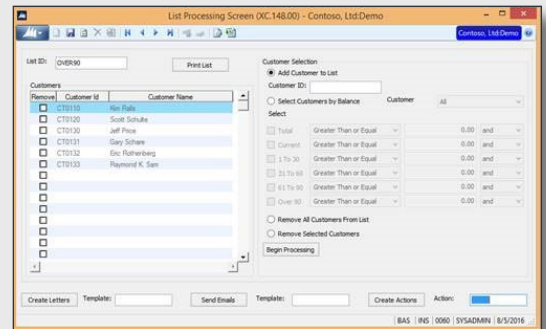 List Processing Screen (XC.148.00) - Contoso, Ltd:Demo
Contoso, Ltd:Demo
List ID: OVER90 Print List
Customers
Remove Customer Id Customer Name
CT0110 Kim Ralls
CT0120 Scott Schulte
CT0130 Jeff Price
CT0131 Gary Schare
CT0132 Eric Rothenberg
CT0133 Raymond K. Sam
Customer Selection
Add Customer to List
Customer ID:
Select Customers by Balance Customer All
Select
Total Greater Than or Equal 0.00 and
Current Greater Than or Equal 0.00 and
1 To 30 Greater Than or Equal 0.00 and
31 To 60 Greater Than or Equal 0.00 and
61 To 90 Greater Than or Equal 0.00 and
Over 90 Greater Than or Equal 0.00 and
Remove All Customers From List
Remove Selected Customers
Begin Processing
Create Letters Template: Send Emails Template: Create Actions Action:
BAS INS 0060 SYSADMIN 8/5/2016